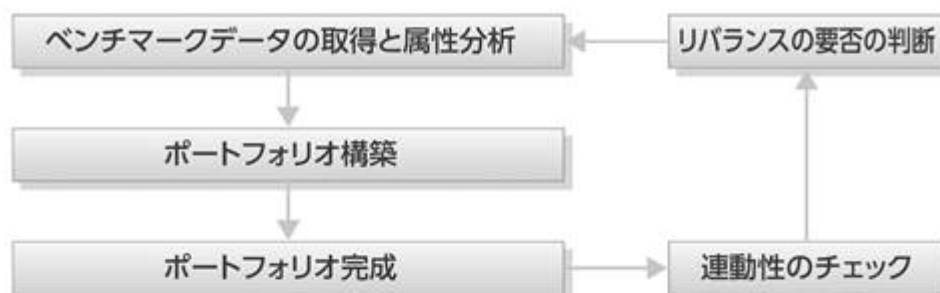 ベンチマークデータの取得と属性分析
リバランスの要否の判断
ポートフォリオ構築
ポートフォリオ完成
連動性のチェック